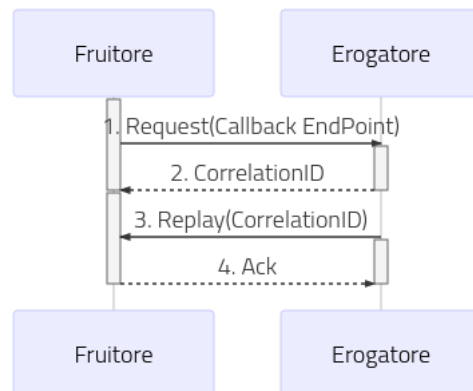 Fruitore
Erogatore
1. Request(Callback EndPoint)
2. CorrelationID
3. Replay(CorrelationID)
4. Ack
Fruitore
Erogatore